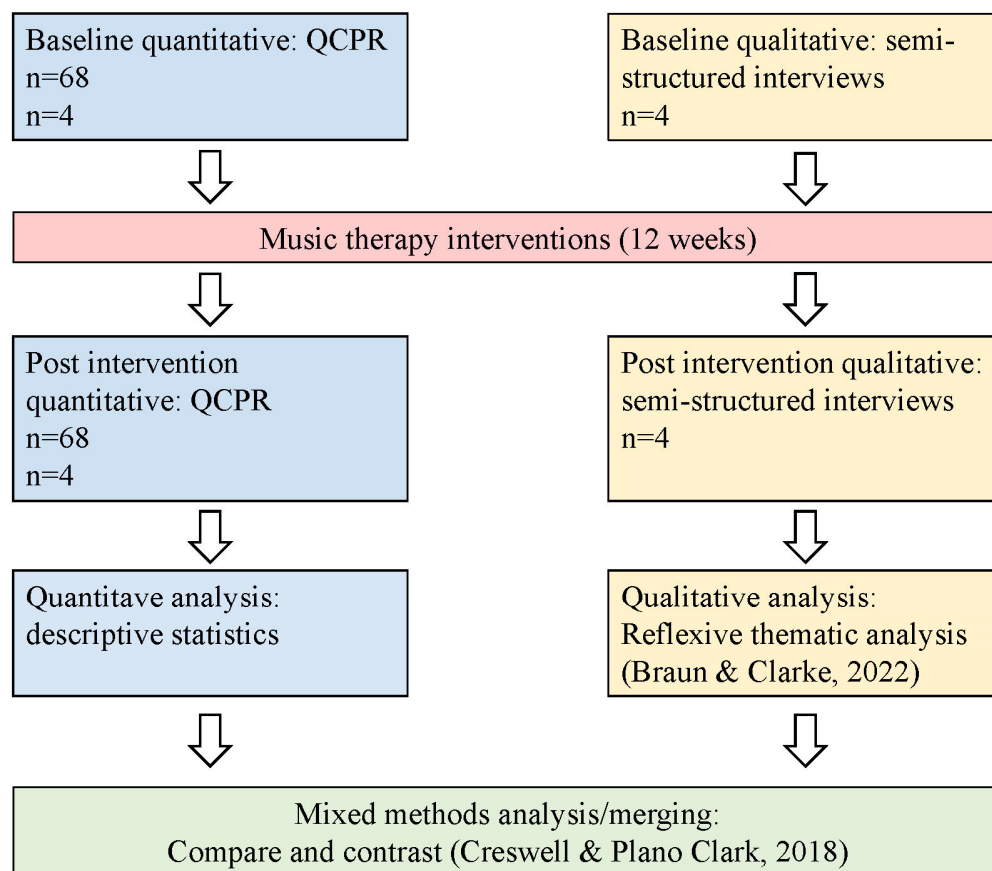 Baseline quantitative: QCPR
n=68
n=4
Baseline qualitative: semi-
structured interviews
n=4
Music therapy interventions (12 weeks)
Post intervention
quantitative: QCPR
n=68
n=4
Post intervention qualitative:
semi-structured interviews
n=4
Quantitave analysis:
descriptive statistics
Qualitative analysis:
Reflexive thematic analysis
(Braun & Clarke, 2022)
Mixed methods analysis/merging:
Compare and contrast (Creswell & Plano Clark, 2018)